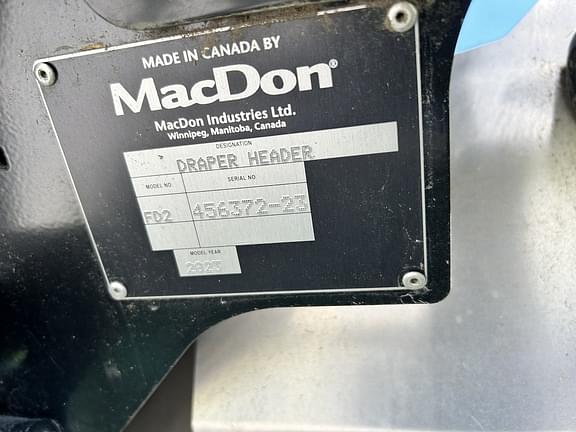 MADE IN CANADA BY
MacDon®
MacDon Industries Ltd.
Winnipeg, Manitoba, Canada
DESIGNATION
DRAPER HEADER
MODEL NO.
SERIAL NO.
FD2
456372-23
MODEL YEAR
2023